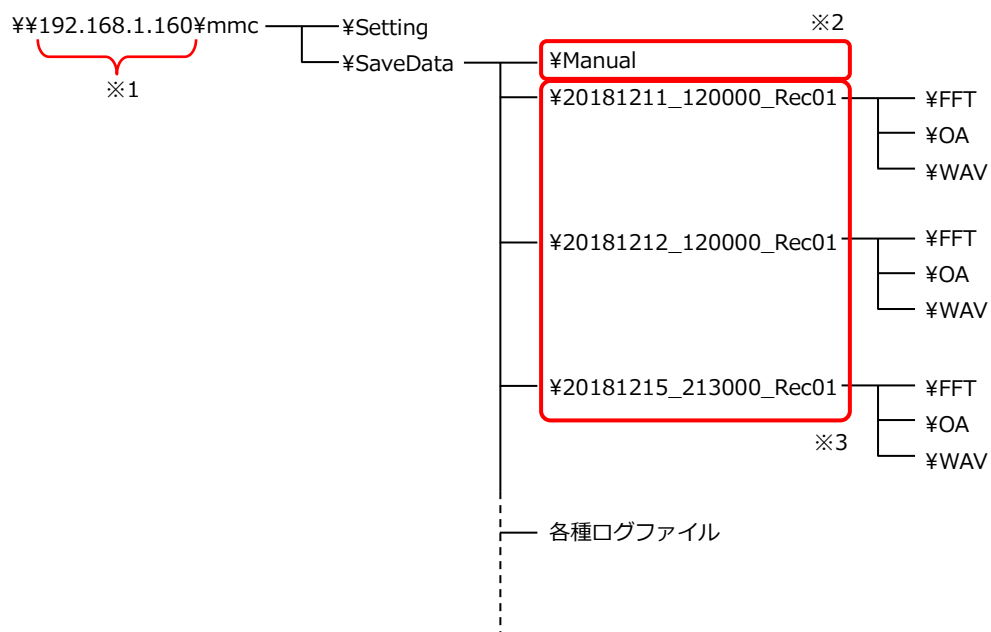 ¥¥192.168.1.160¥mmc
¥Setting
※2
¥SaveData
¥Manual
※1
¥20181211_120000_Rec01
¥FFT
¥OA
¥WAV
¥20181212_120000_Rec01
¥FFT
¥OA
¥WAV
¥20181215_213000_Rec01
¥FFT
¥OA
※3
¥WAV
各種ログファイル